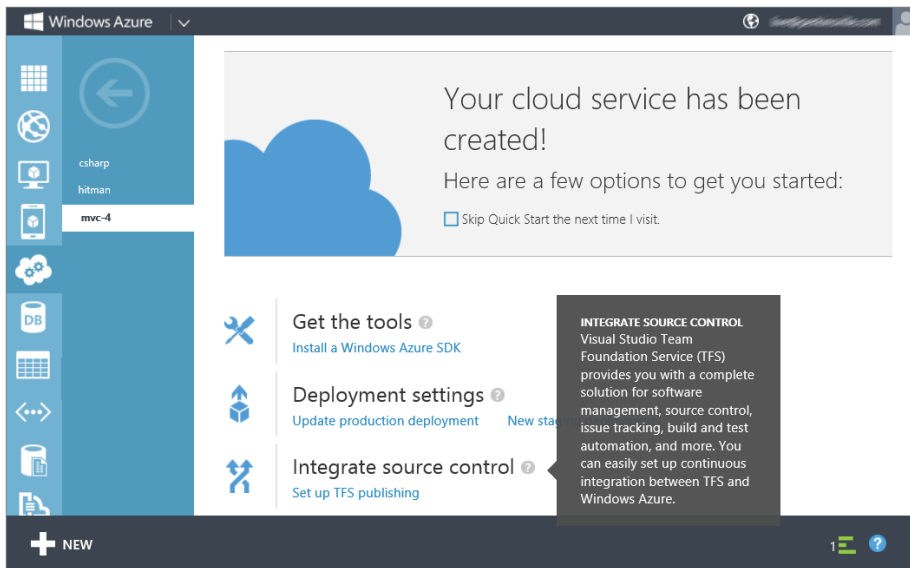 Windows Azure
csharp
hitman
mvc-4
DB
Your cloud service has been
created!
Here are a few options to get you started:
Skip Quick Start the next time I visit.
Get the tools ?
Install a Windows Azure SDK
Deployment settings ?
Update production deployment New stag
Integrate source control ?
Set up TFS publishing
INTEGRATE SOURCE CONTROL
Visual Studio Team
Foundation Service (TFS)
provides you with a complete
solution for software
management, source control,
issue tracking, build and test
automation, and more. You
can easily set up continuous
integration between TFS and
Windows Azure.
NEW
1
?